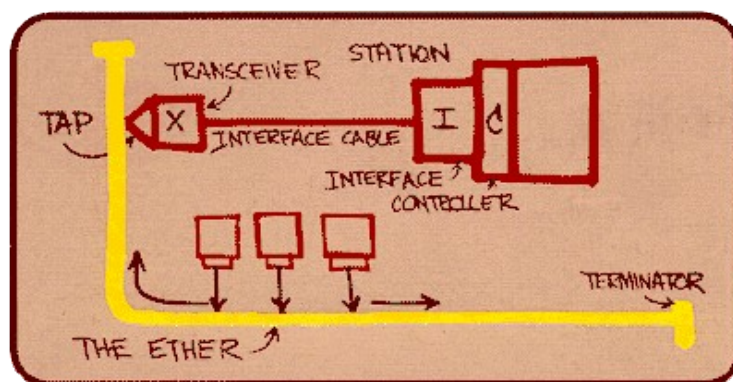 STATION
TRANSCEIVER
TAP
X
I
C
INTERFACE CABLE
INTERFACE
CONTROLLER
TERMINATOR
THE ETHER